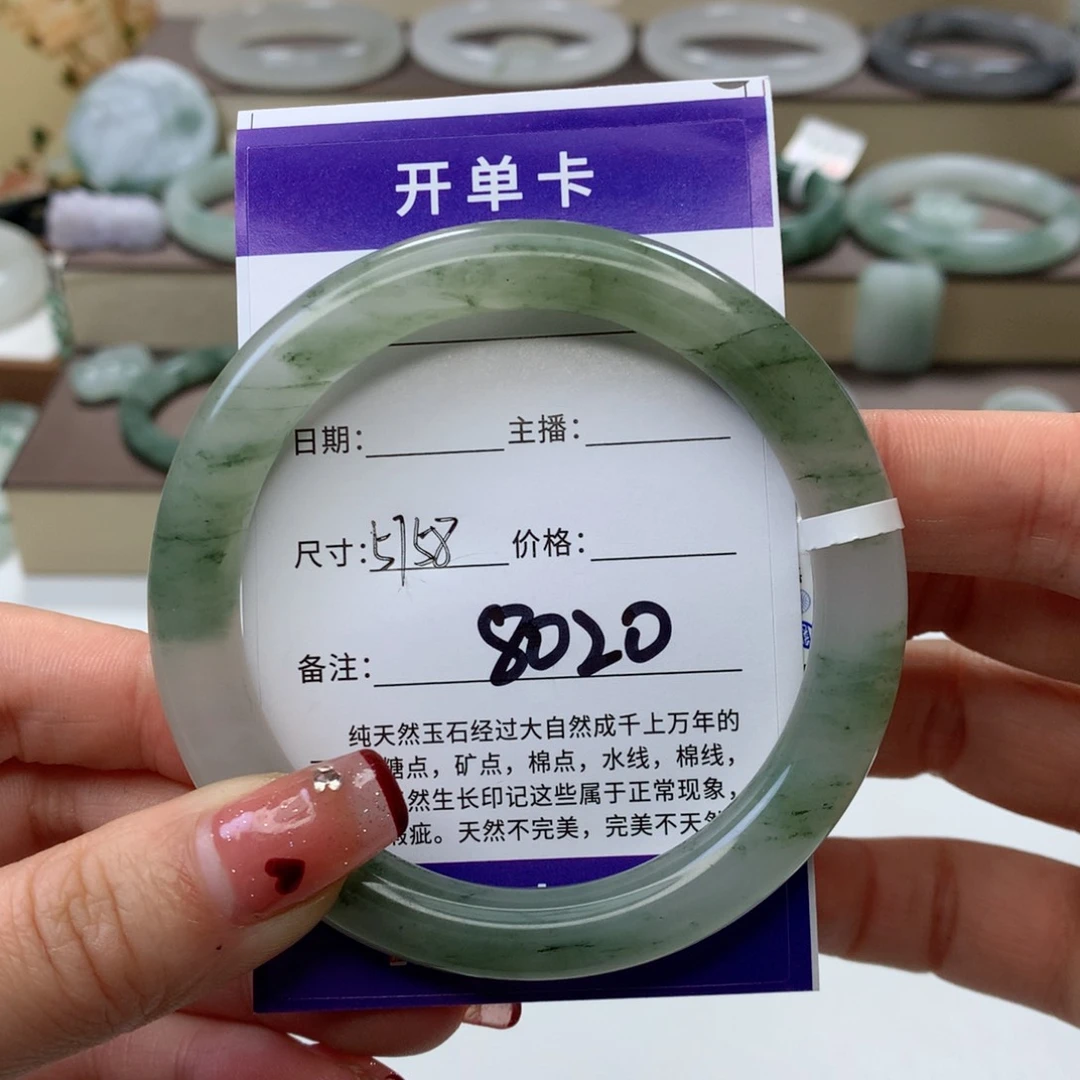 开单卡
日期： 主播：
尺寸：57.58 价格：
备注：8020
纯天然玉石经过大自然成千上万年的
糖点，矿点，棉点，水线，棉线，
然生长印记这些属于正常现象，
瑕疵。天然不完美，完美不天然